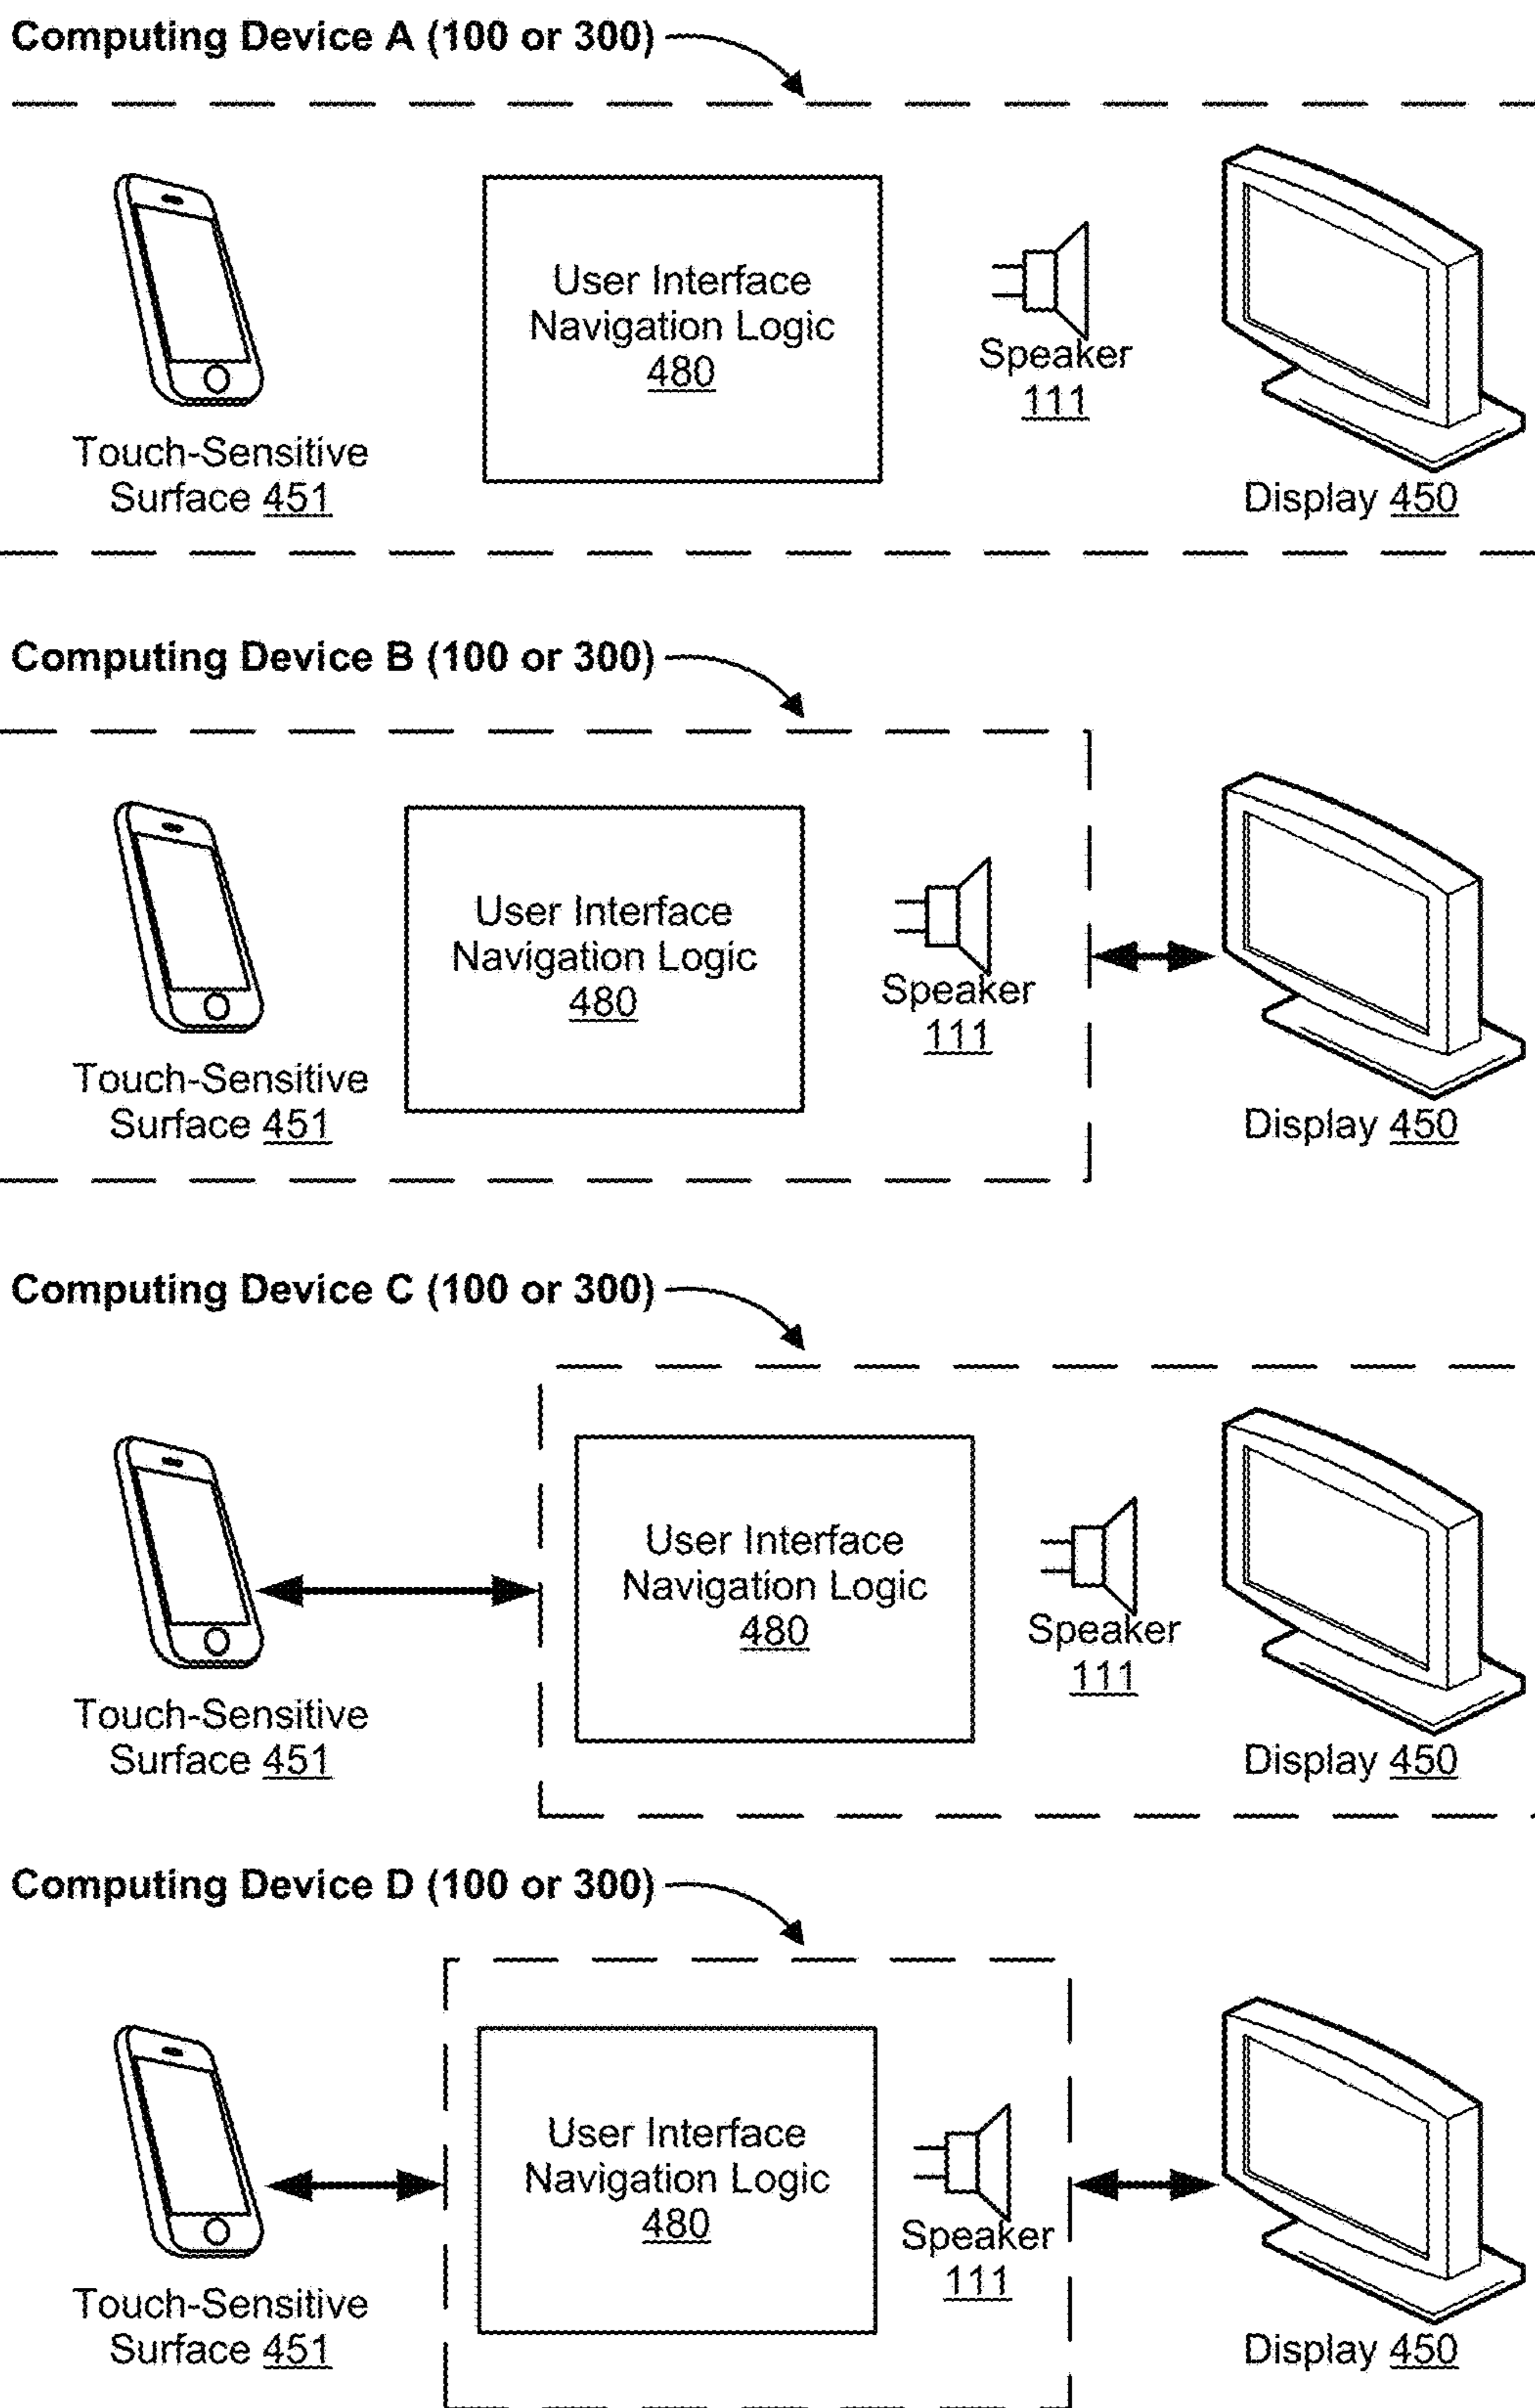 Computing Device A (100 or 300)
Touch-Sensitive
Surface 451
User Interface
Navigation Logic
480
Speaker
111
Display 450
Computing Device B (100 or 300)
Touch-Sensitive
Surface 451
User Interface
Navigation Logic
480
Speaker
111
Display 450
Computing Device C (100 or 300)
Touch-Sensitive
Surface 451
User Interface
Navigation Logic
480
Speaker
111
Display 450
Computing Device D (100 or 300)
Touch-Sensitive
Surface 451
User Interface
Navigation Logic
480
Speaker
111
Display 450